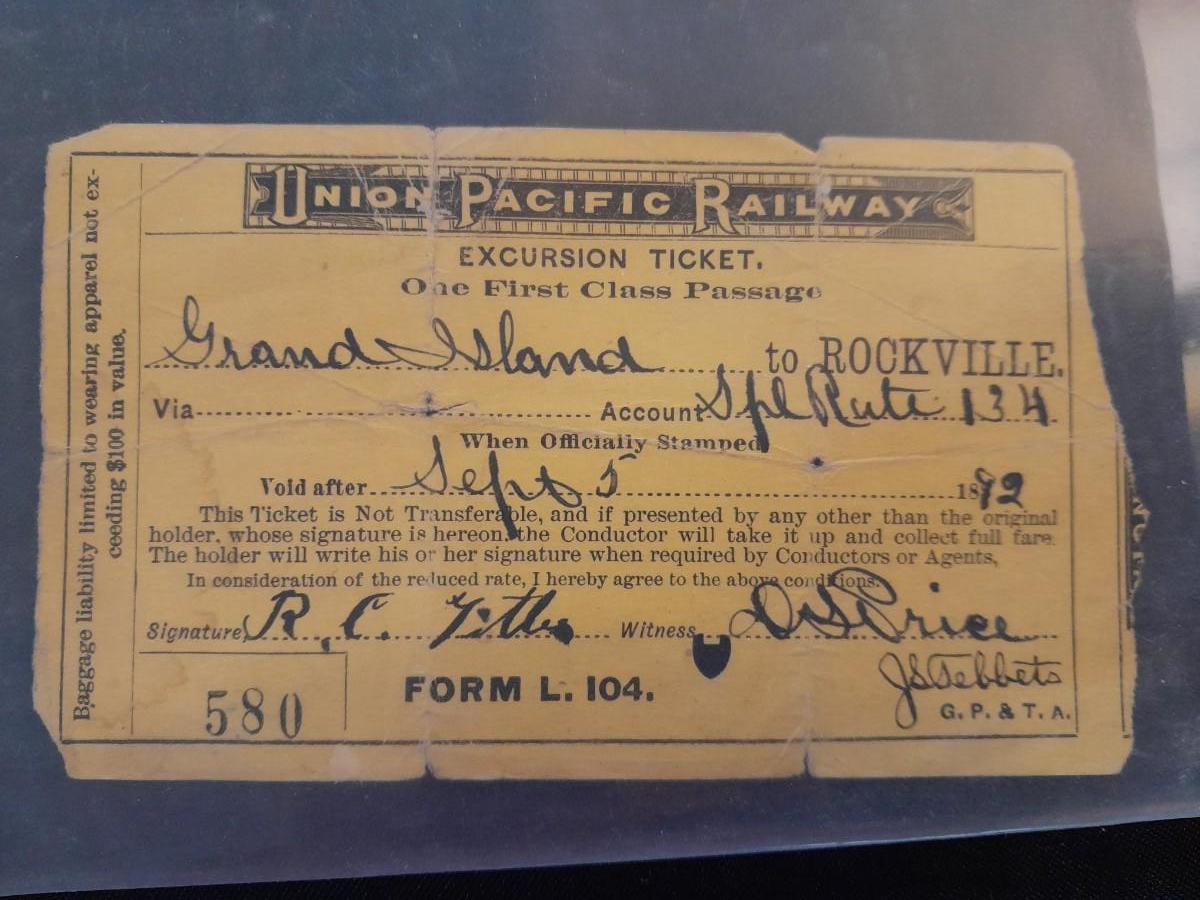 UNION PACIFIC RAILWAY
EXCURSION TICKET.
One First Class Passage
Grand Island to ROCKVILLE.
Via Account Spl Rate 134
When Officially Stamped
Void after Sept 5 1892
This Ticket is Not Transferable, and if presented by any other than the original
holder, whose signature is hereon, the Conductor will take it up and collect full fare.
The holder will write his or her signature when required by Conductors or Agents,
In consideration of the reduced rate, I hereby agree to the above conditions.
Signature, R. C. Witness, Price
JS Tebbets
580 FORM L. 104. G. P. & T. A.
Baggage liability limited to wearing apparel not ex-
ceeding $100 in value.